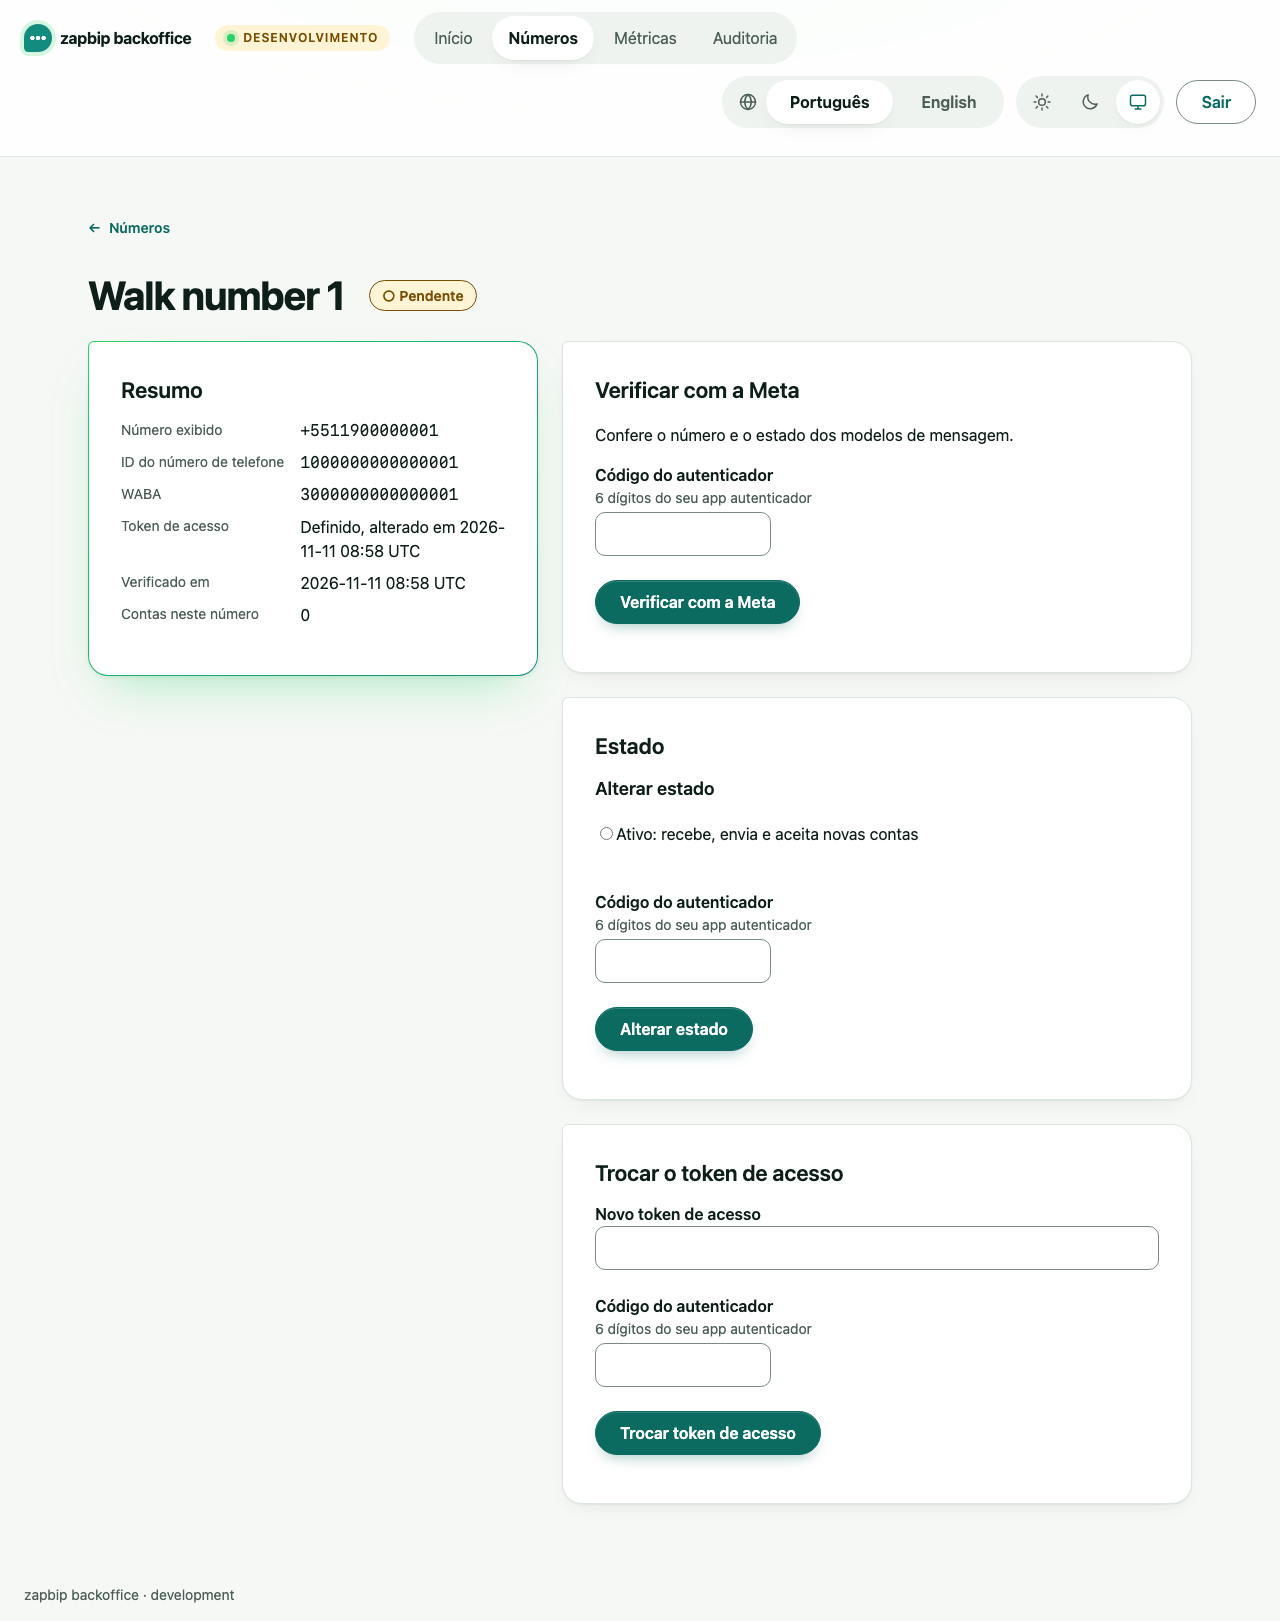 zapbip backoffice
DESENVOLVIMENTO
Início
Números
Métricas
Auditoria
Português
English
Sair
← Números
Walk number 1
Pendente
Resumo
Número exibido +5511900000001
ID do número de telefone 1000000000000001
WABA 3000000000000001
Token de acesso Definido, alterado em 2026-
11-11 08:58 UTC
Verificado em 2026-11-11 08:58 UTC
Contas neste número 0
Verificar com a Meta
Confere o número e o estado dos modelos de mensagem.
Código do autenticador
6 dígitos do seu app autenticador
Verificar com a Meta
Estado
Alterar estado
Ativo: recebe, envia e aceita novas contas
Código do autenticador
6 dígitos do seu app autenticador
Alterar estado
Trocar o token de acesso
Novo token de acesso
Código do autenticador
6 dígitos do seu app autenticador
Trocar token de acesso
zapbip backoffice · development